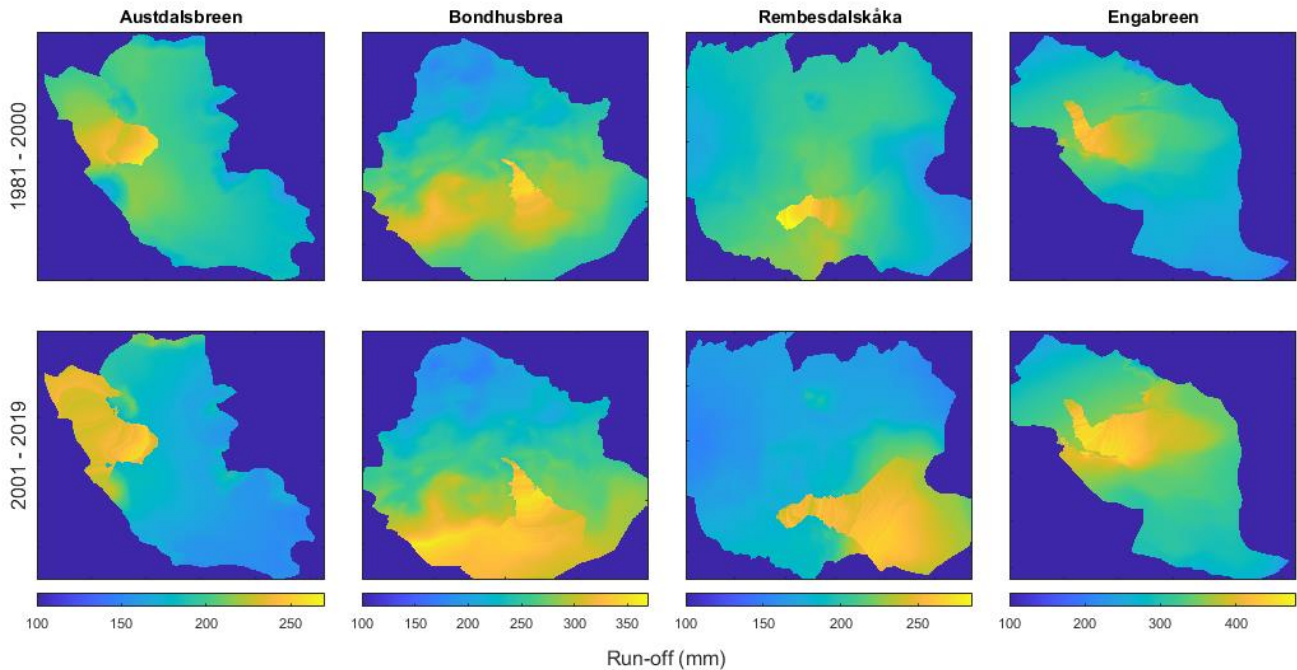 Austdalsbreen Bondhusbrea Rembesdalskåka Engabreen
1981 - 2000
2001 - 2019
100 150 200 250 100 150 200 250 300 350 100 150 200 250 100 200 300 400
Run-off (mm)